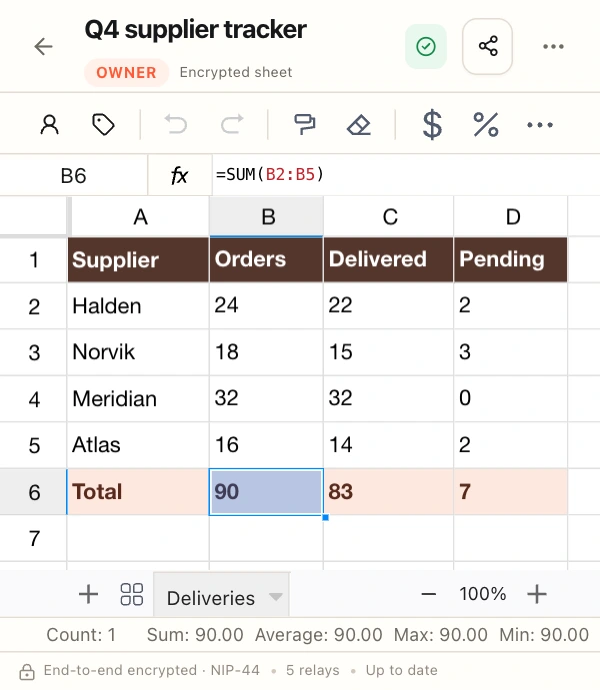 Q4 supplier tracker
OWNER Encrypted sheet
$ %
B6 fx =SUM(B2:B5)
A B C D
1 Supplier Orders Delivered Pending
2 Halden 24 22 2
3 Norvik 18 15 3
4 Meridian 32 32 0
5 Atlas 16 14 2
6 Total 90 83 7
7
Deliveries 100%
Count: 1 Sum: 90.00 Average: 90.00 Max: 90.00 Min: 90.00
End-to-end encrypted · NIP-44 • 5 relays • Up to date